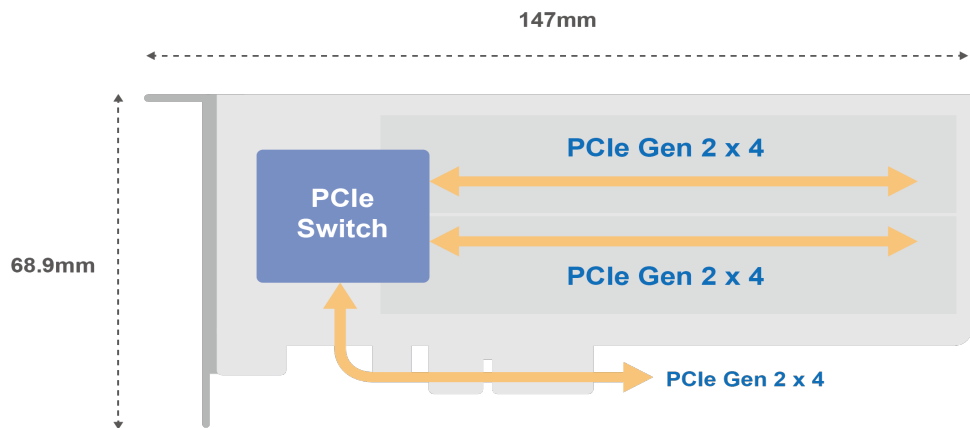 147mm
PCIe Gen 2 x 4
PCIe
Switch
68.9mm
PCIe Gen 2 x 4
PCIe Gen 2 x 4